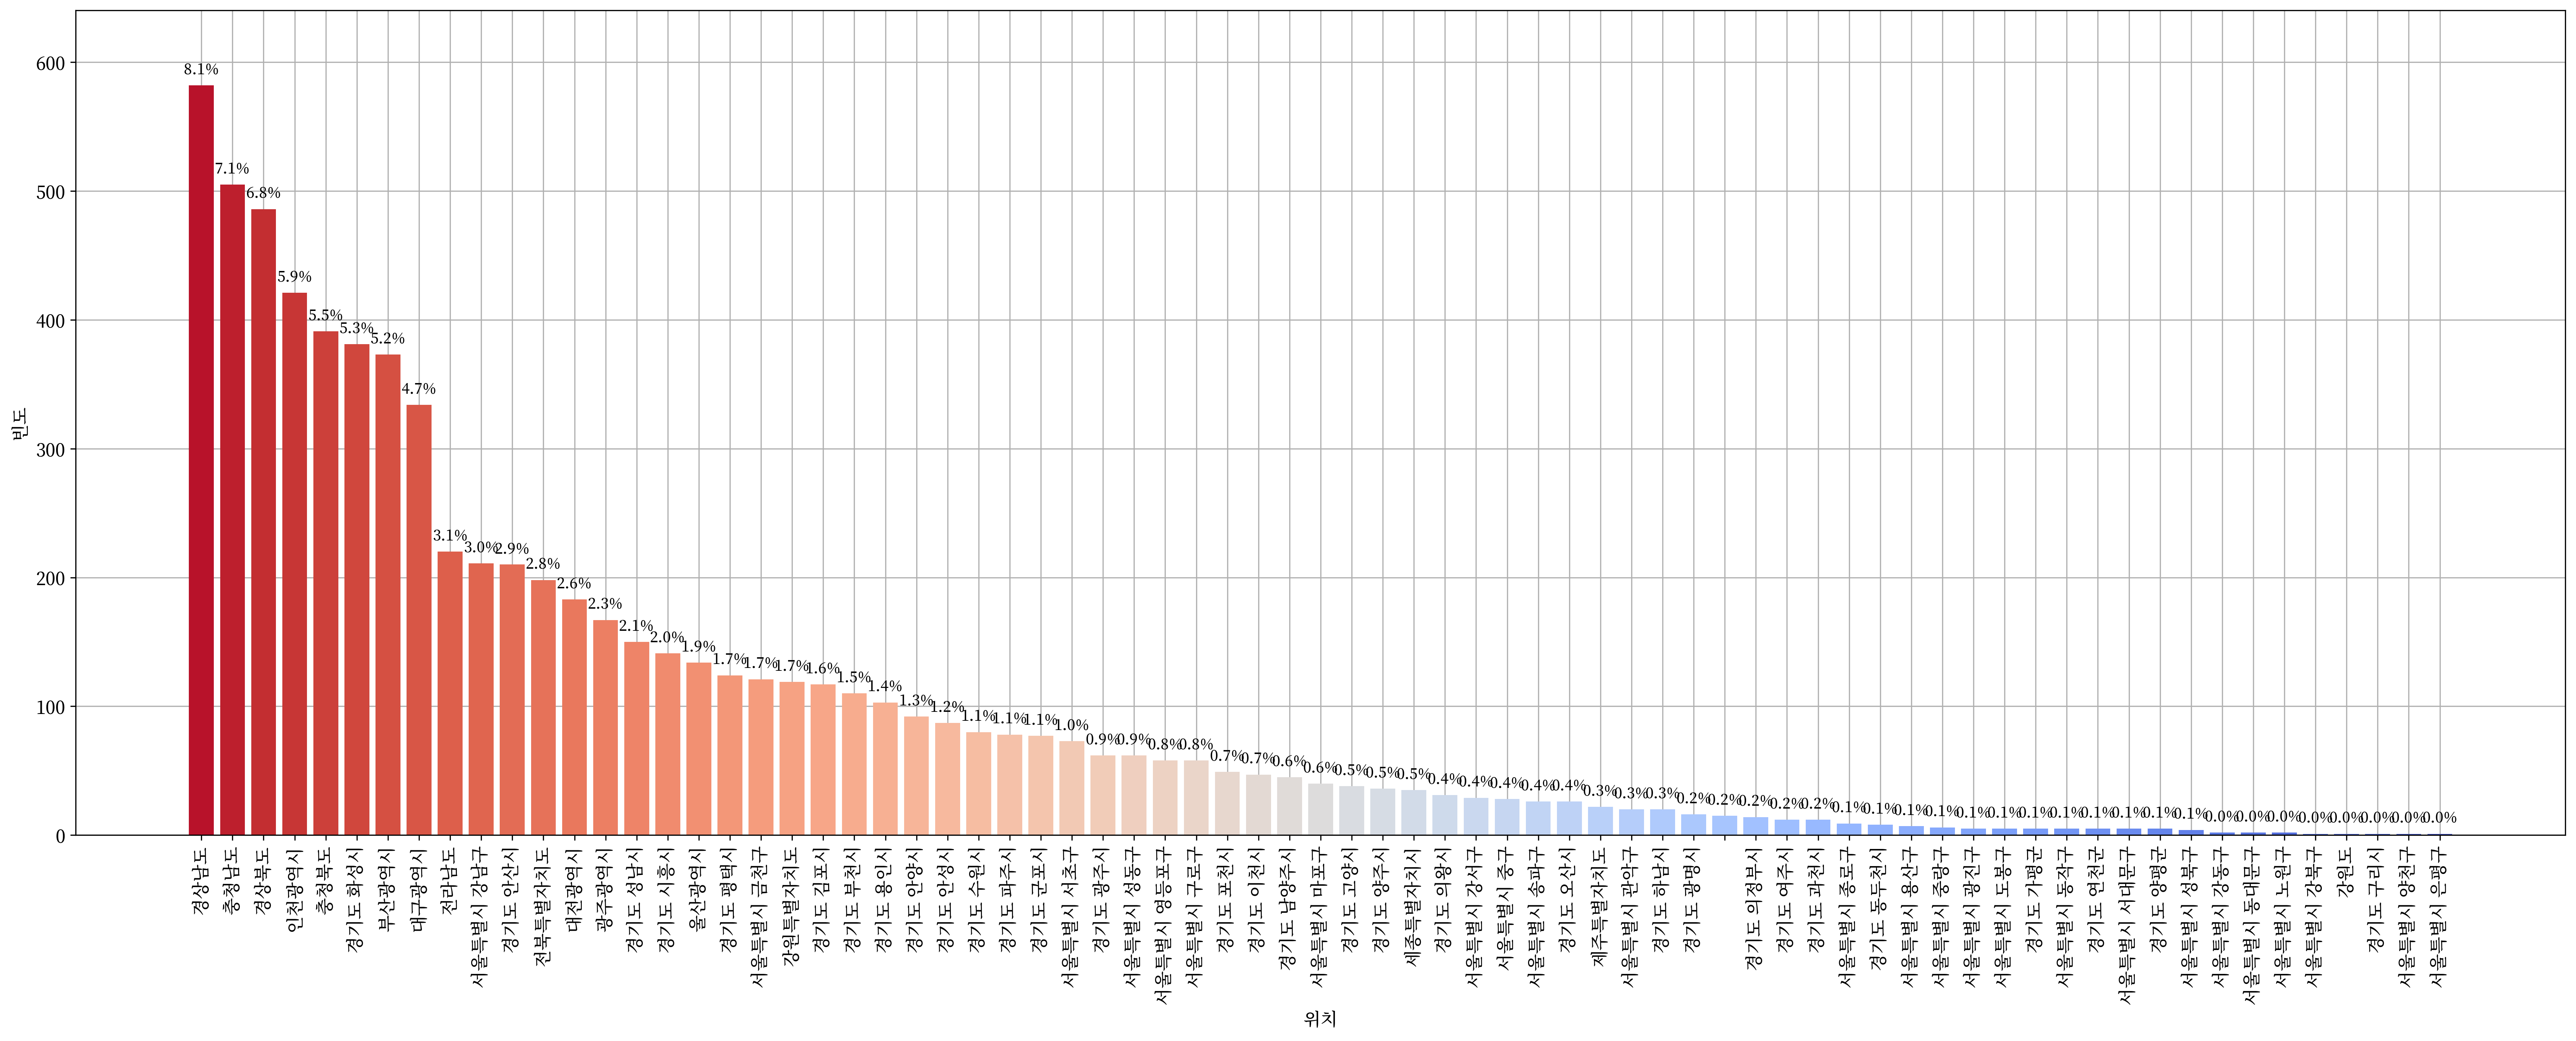 빈도
600
500
400
300
200
100
0
8.1%
7.1%
6.8%
5.9%
5.5%
5.3%
5.2%
4.7%
3.1%
3.0%
2.9%
2.8%
2.6%
2.3%
2.1%
2.0%
1.9%
1.7%
1.7%
1.7%
1.6%
1.5%
1.4%
1.3%
1.2%
1.1%
1.1%
1.1%
1.0%
0.9%
0.9%
0.8%
0.8%
0.7%
0.7%
0.6%
0.6%
0.5%
0.5%
0.5%
0.4%
0.4%
0.4%
0.4%
0.4%
0.3%
0.3%
0.3%
0.2%
0.2%
0.2%
0.2%
0.2%
0.1%
0.1%
0.1%
0.1%
0.1%
0.1%
0.1%
0.1%
0.1%
0.1%
0.1%
0.1%
0.0%
0.0%
0.0%
0.0%
0.0%
0.0%
0.0%
0.0%
경상남도
충청남도
경상북도
인천광역시
충청북도
경기도 화성시
부산광역시
대구광역시
전라남도
서울특별시 강남구
경기도 안산시
전북특별자치도
대전광역시
광주광역시
경기도 성남시
경기도 시흥시
울산광역시
경기도 평택시
서울특별시 금천구
강원특별자치도
경기도 김포시
경기도 부천시
경기도 용인시
경기도 안양시
경기도 안성시
경기도 수원시
경기도 파주시
경기도 군포시
서울특별시 서초구
경기도 광주시
서울특별시 성동구
서울특별시 영등포구
서울특별시 구로구
경기도 포천시
경기도 이천시
경기도 남양주시
서울특별시 마포구
경기도 고양시
경기도 양주시
세종특별자치시
경기도 의왕시
서울특별시 강서구
서울특별시 중구
서울특별시 송파구
경기도 오산시
제주특별자치도
서울특별시 관악구
경기도 하남시
경기도 광명시
경기도 의정부시
경기도 여주시
경기도 과천시
서울특별시 종로구
경기도 동두천시
서울특별시 용산구
서울특별시 중랑구
서울특별시 광진구
서울특별시 도봉구
경기도 가평군
서울특별시 동작구
경기도 연천군
서울특별시 서대문구
경기도 양평군
서울특별시 성북구
서울특별시 강동구
서울특별시 동대문구
서울특별시 노원구
서울특별시 강북구
강원도
경기도 구리시
서울특별시 양천구
서울특별시 은평구
위치